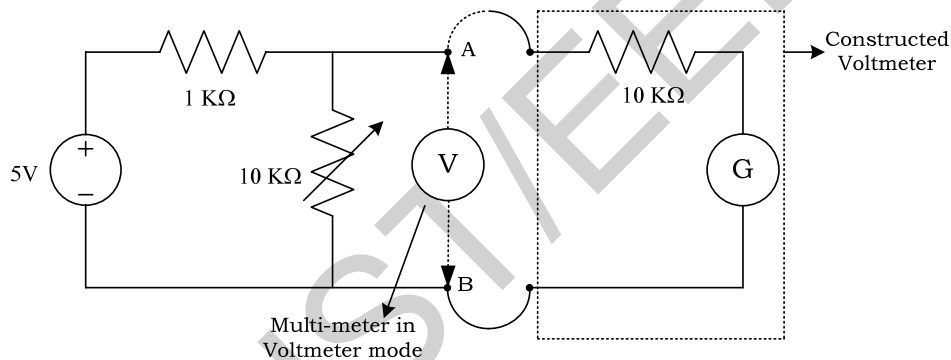 Constructed
Voltmeter
A
1 KΩ
10 KΩ
5V
+
−
10 KΩ
V
G
B
Multi-meter in
Voltmeter mode